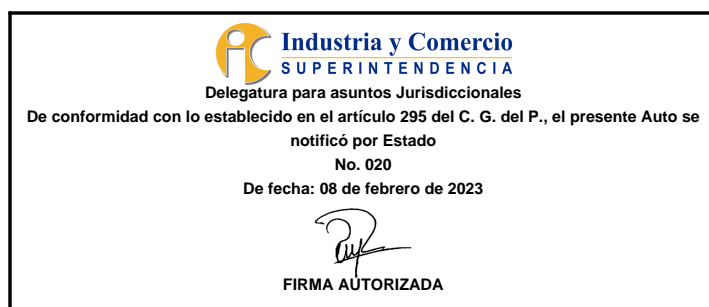 Industria y Comercio
SUPERINTENDENCIA
Delegatura para asuntos Jurisdiccionales
De conformidad con lo establecido en el artículo 295 del C. G. del P., el presente Auto se
notificó por Estado
No. 020
De fecha: 08 de febrero de 2023
FIRMA AUTORIZADA